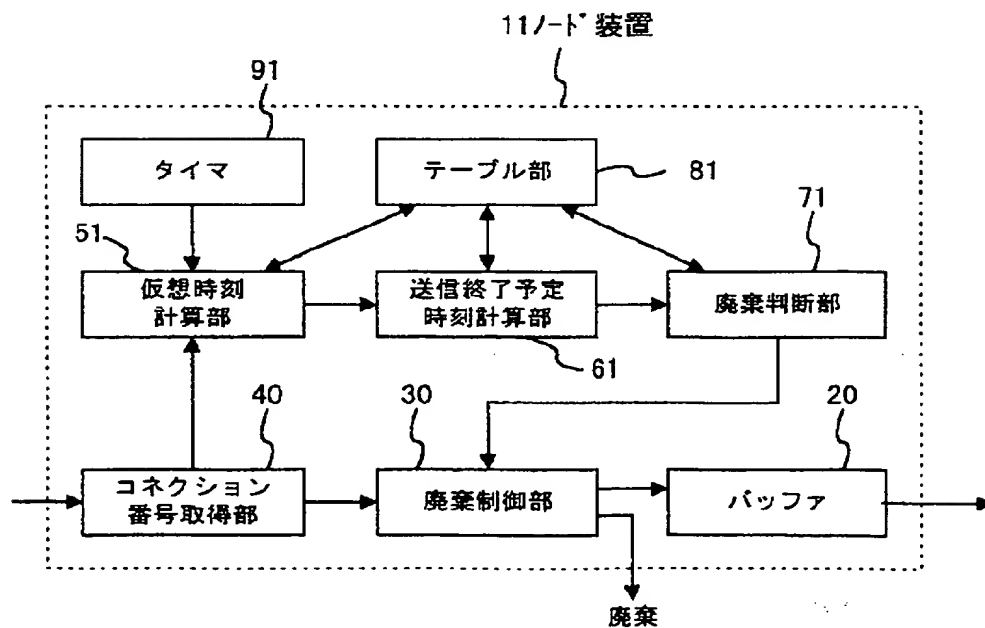 11ﾉｰﾄﾞ装置
91
タイマ
テーブル部
81
51
71
仮想時刻
計算部
送信終了予定
時刻計算部
廃棄判断部
61
40
30
20
コネクション
番号取得部
廃棄制御部
バッファ
廃棄